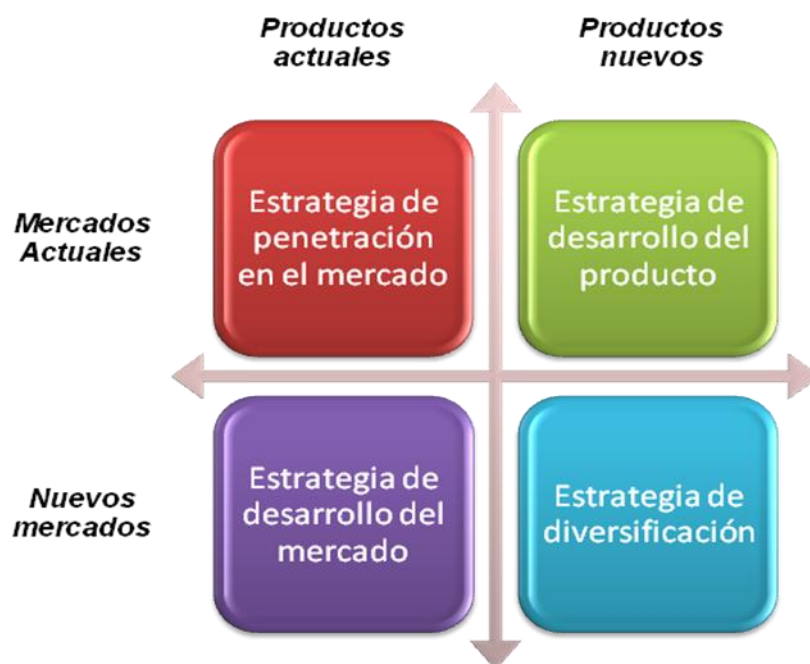 Productos
actuales
Productos
nuevos
Mercados
Actuales
Estrategia de
penetración
en el mercado
Estrategia de
desarrollo del
producto
Nuevos
mercados
Estrategia de
desarrollo del
mercado
Estrategia de
diversificación